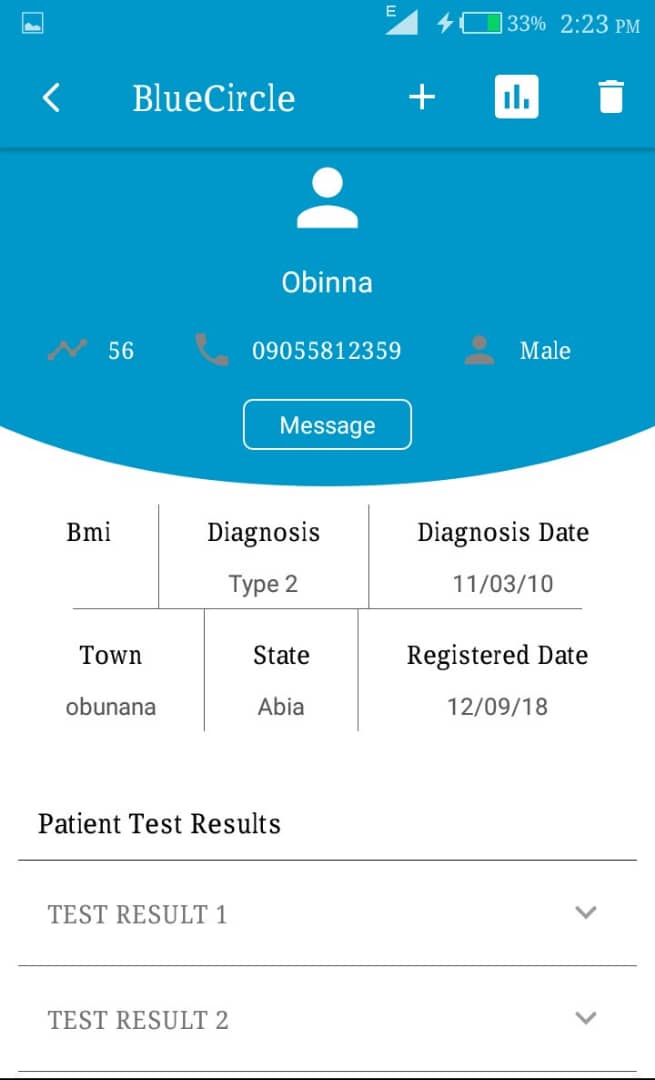 E
33% 2:23 PM
BlueCircle
Obinna
56 09055812359 Male
Message
Bmi Diagnosis Diagnosis Date
Type 2 11/03/10
Town State Registered Date
obunana Abia 12/09/18
Patient Test Results
TEST RESULT 1
TEST RESULT 2